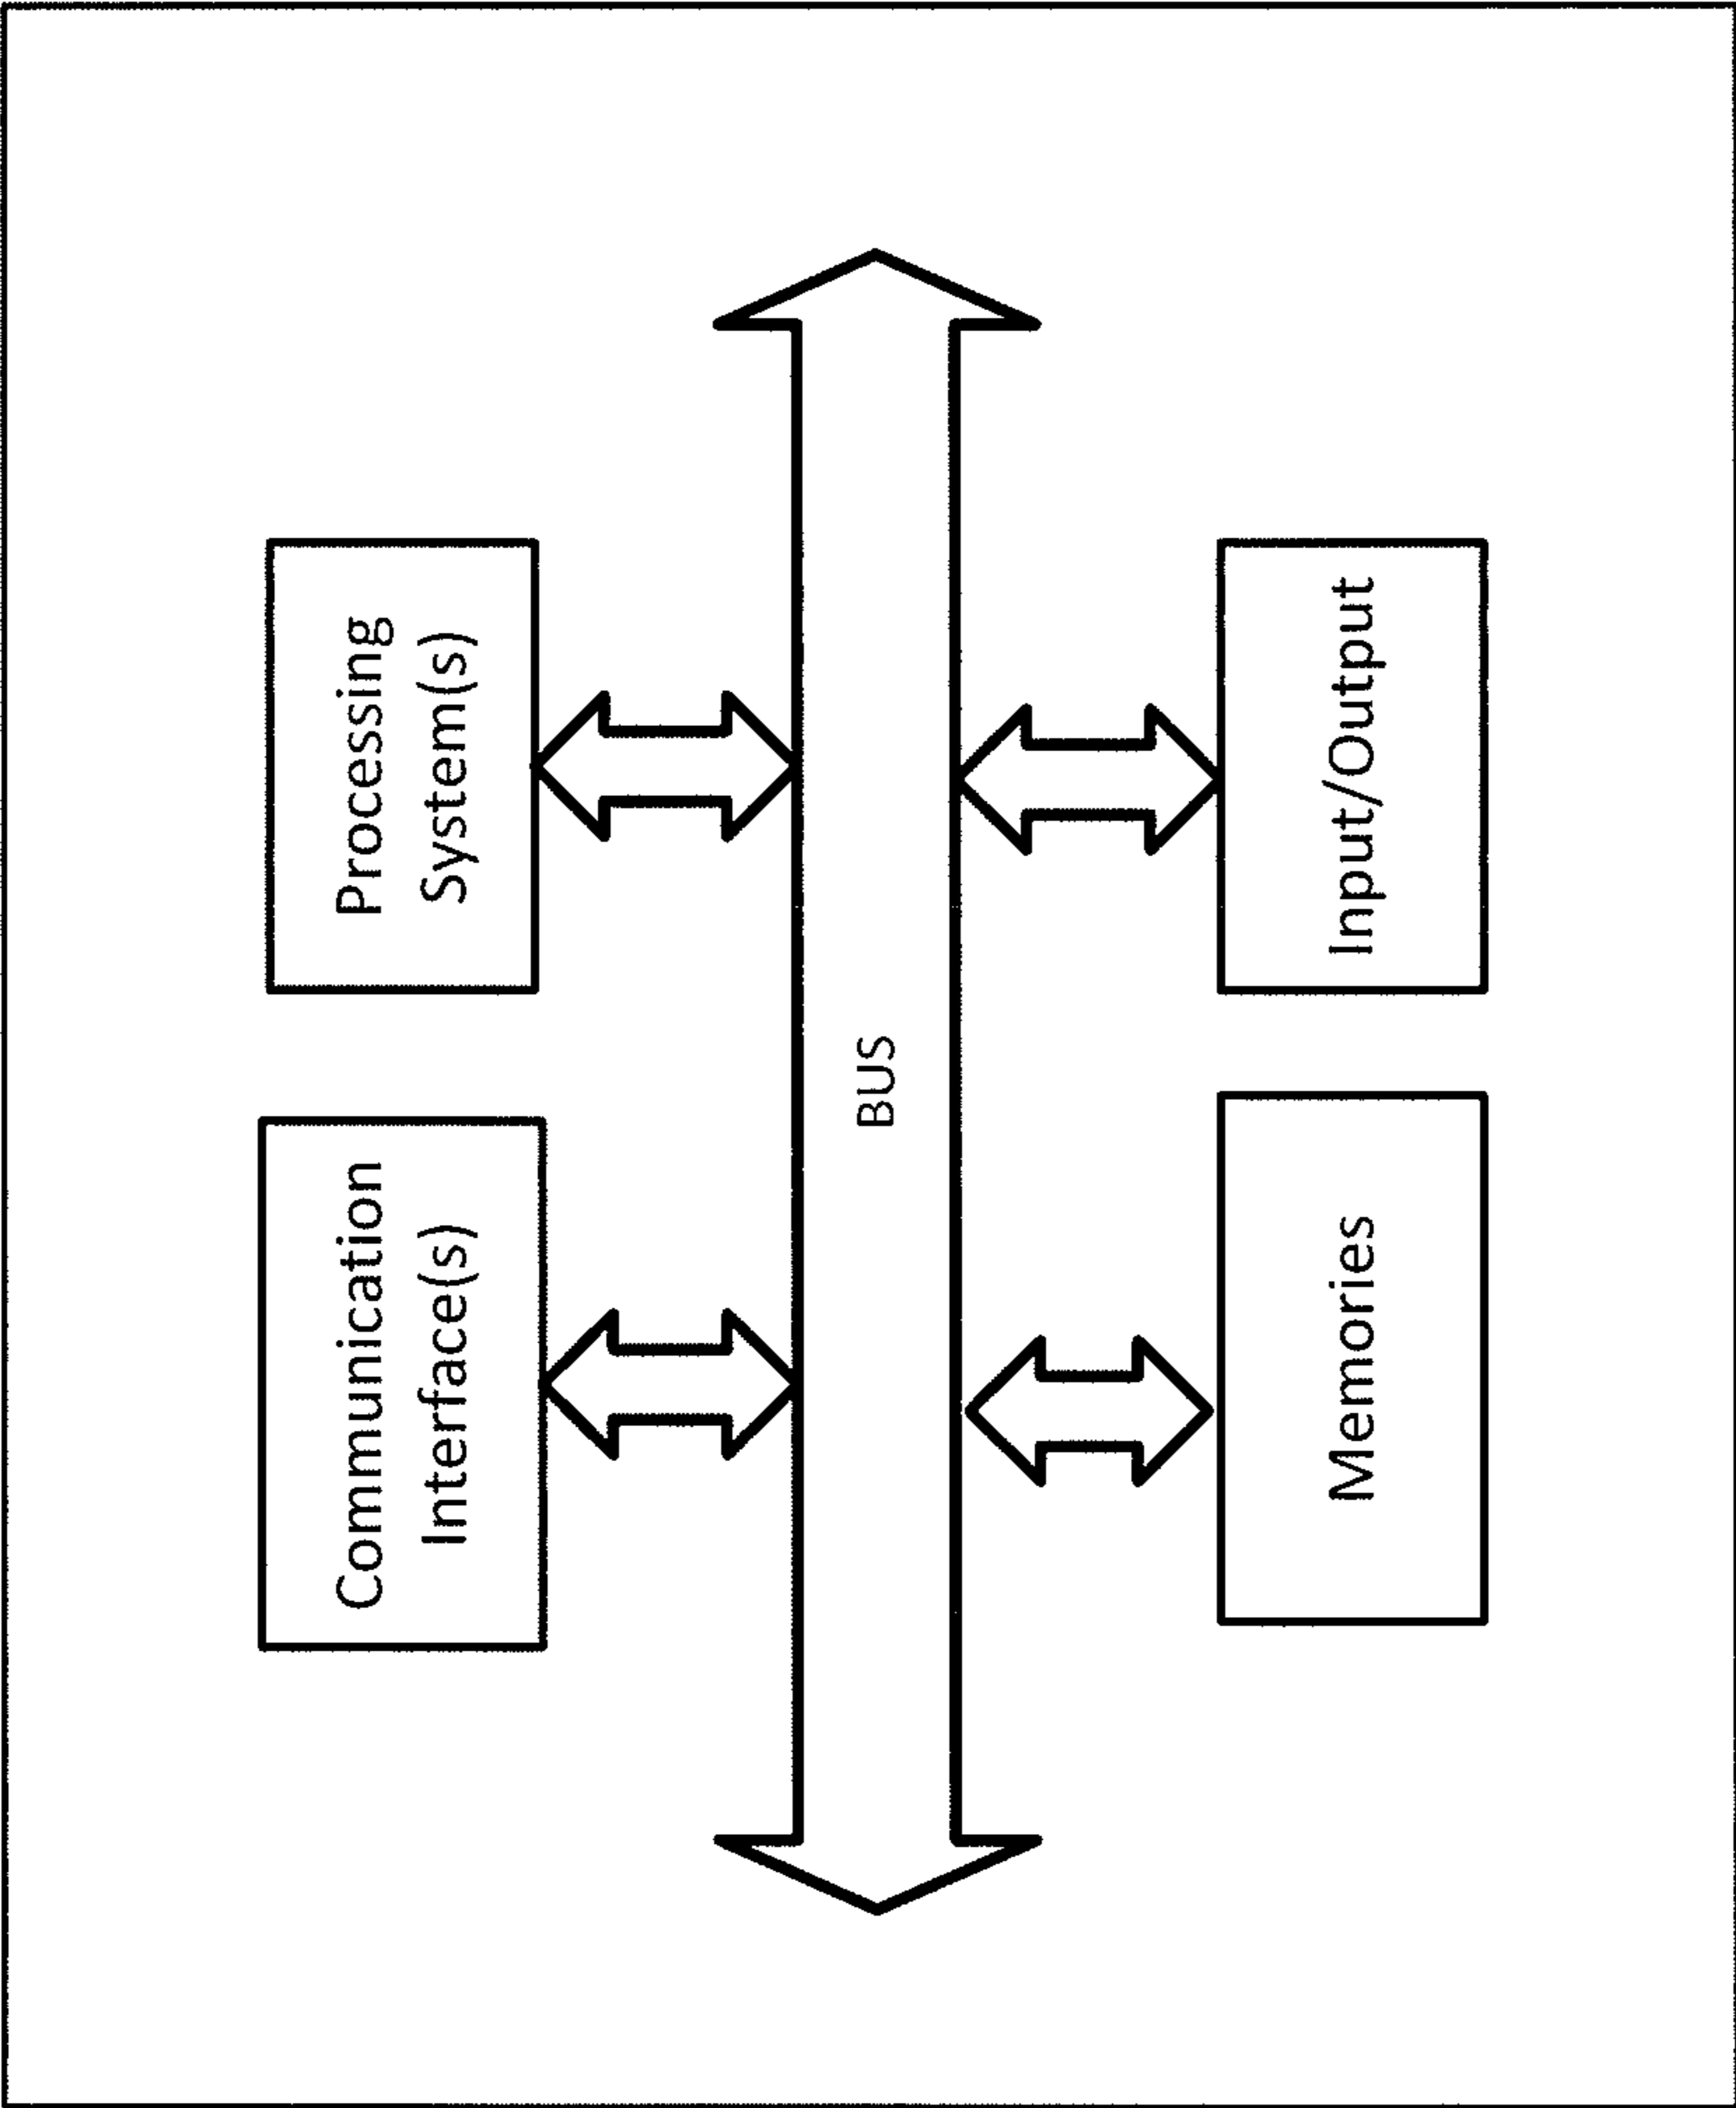 Communication
Interface(s)
Processing
System(s)
BUS
Memories
Input/Output